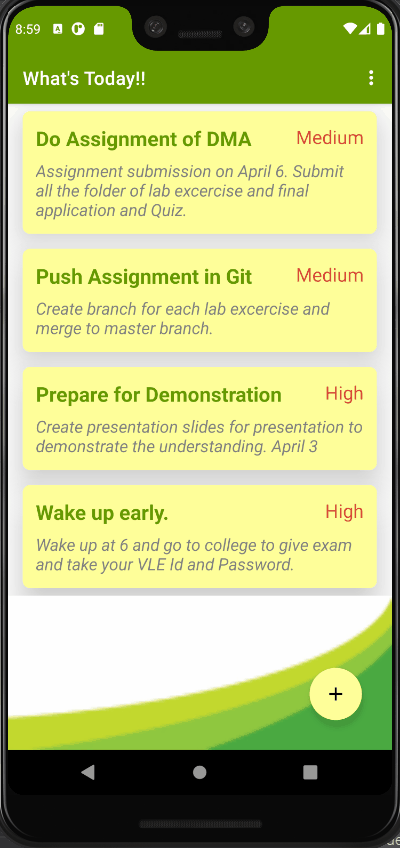 8:59
What's Today!!
Do Assignment of DMA
Medium
Assignment submission on April 6. Submit
all the folder of lab excercise and final
application and Quiz.
Push Assignment in Git
Medium
Create branch for each lab excercise and
merge to master branch.
Prepare for Demonstration
High
Create presentation slides for presentation to
demonstrate the understanding. April 3
Wake up early.
High
Wake up at 6 and go to college to give exam
and take your VLE Id and Password.
+